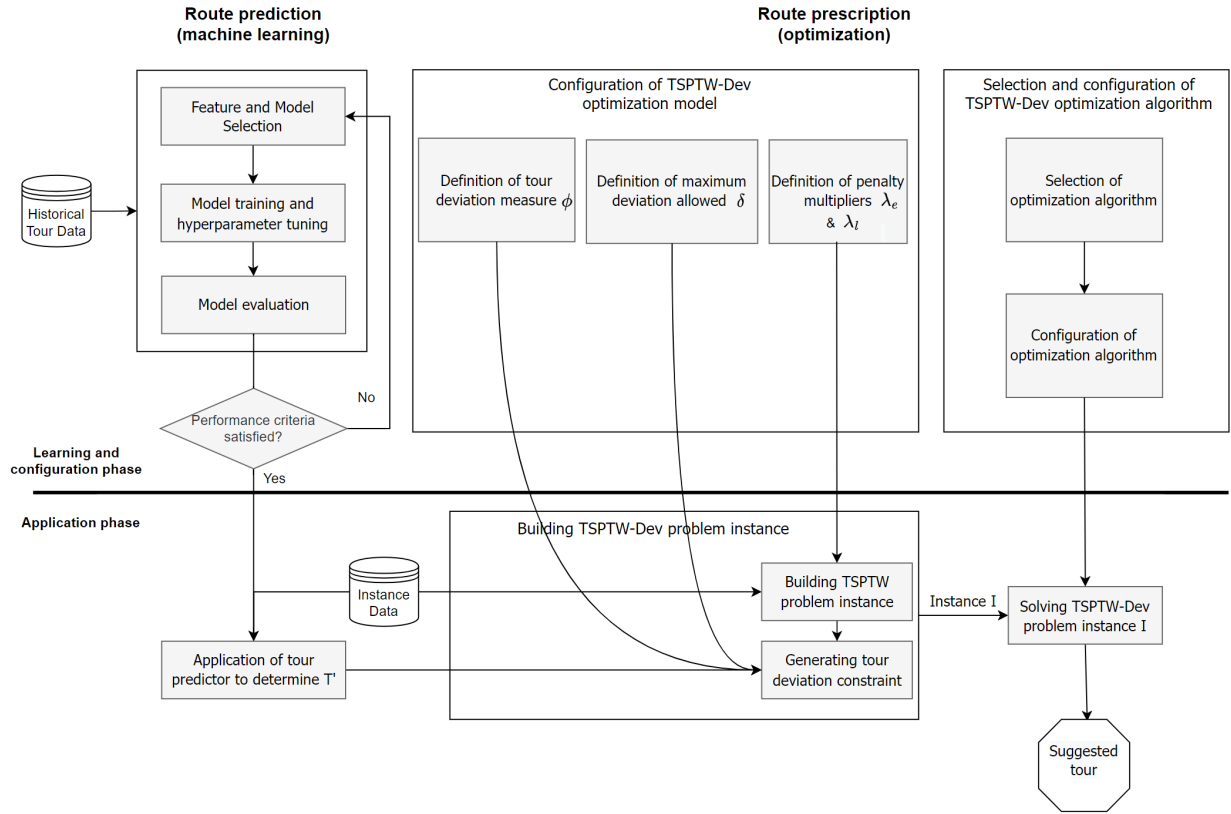 Route prediction
(machine learning)
Route prescription
(optimization)
Feature and Model
Selection
Model training and
hyperparameter tuning
Model evaluation
Historical
Tour Data
Performance criteria
satisfied?
No
Yes
Configuration of TSPTW-Dev
optimization model
Definition of tour
deviation measure ϕ
Definition of maximum
deviation allowed δ
Definition of penalty
multipliers λ_e
& λ_l
Selection and configuration of
TSPTW-Dev optimization algorithm
Selection of
optimization algorithm
Configuration of
optimization algorithm
Learning and
configuration phase
Application phase
Building TSPTW-Dev problem instance
Instance
Data
Building TSPTW
problem instance
Instance I
Solving TSPTW-Dev
problem instance I
Application of tour
predictor to determine T'
Generating tour
deviation constraint
Suggested
tour